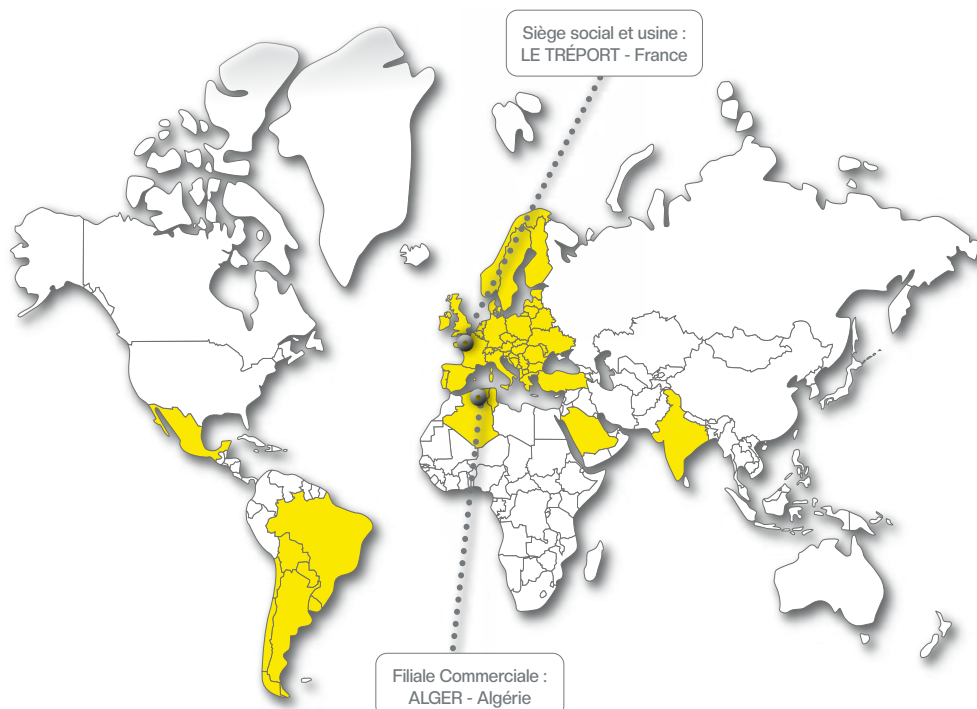 Siège social et usine :
LE TRÉPORT - France
Filiale Commerciale :
ALGER - Algérie